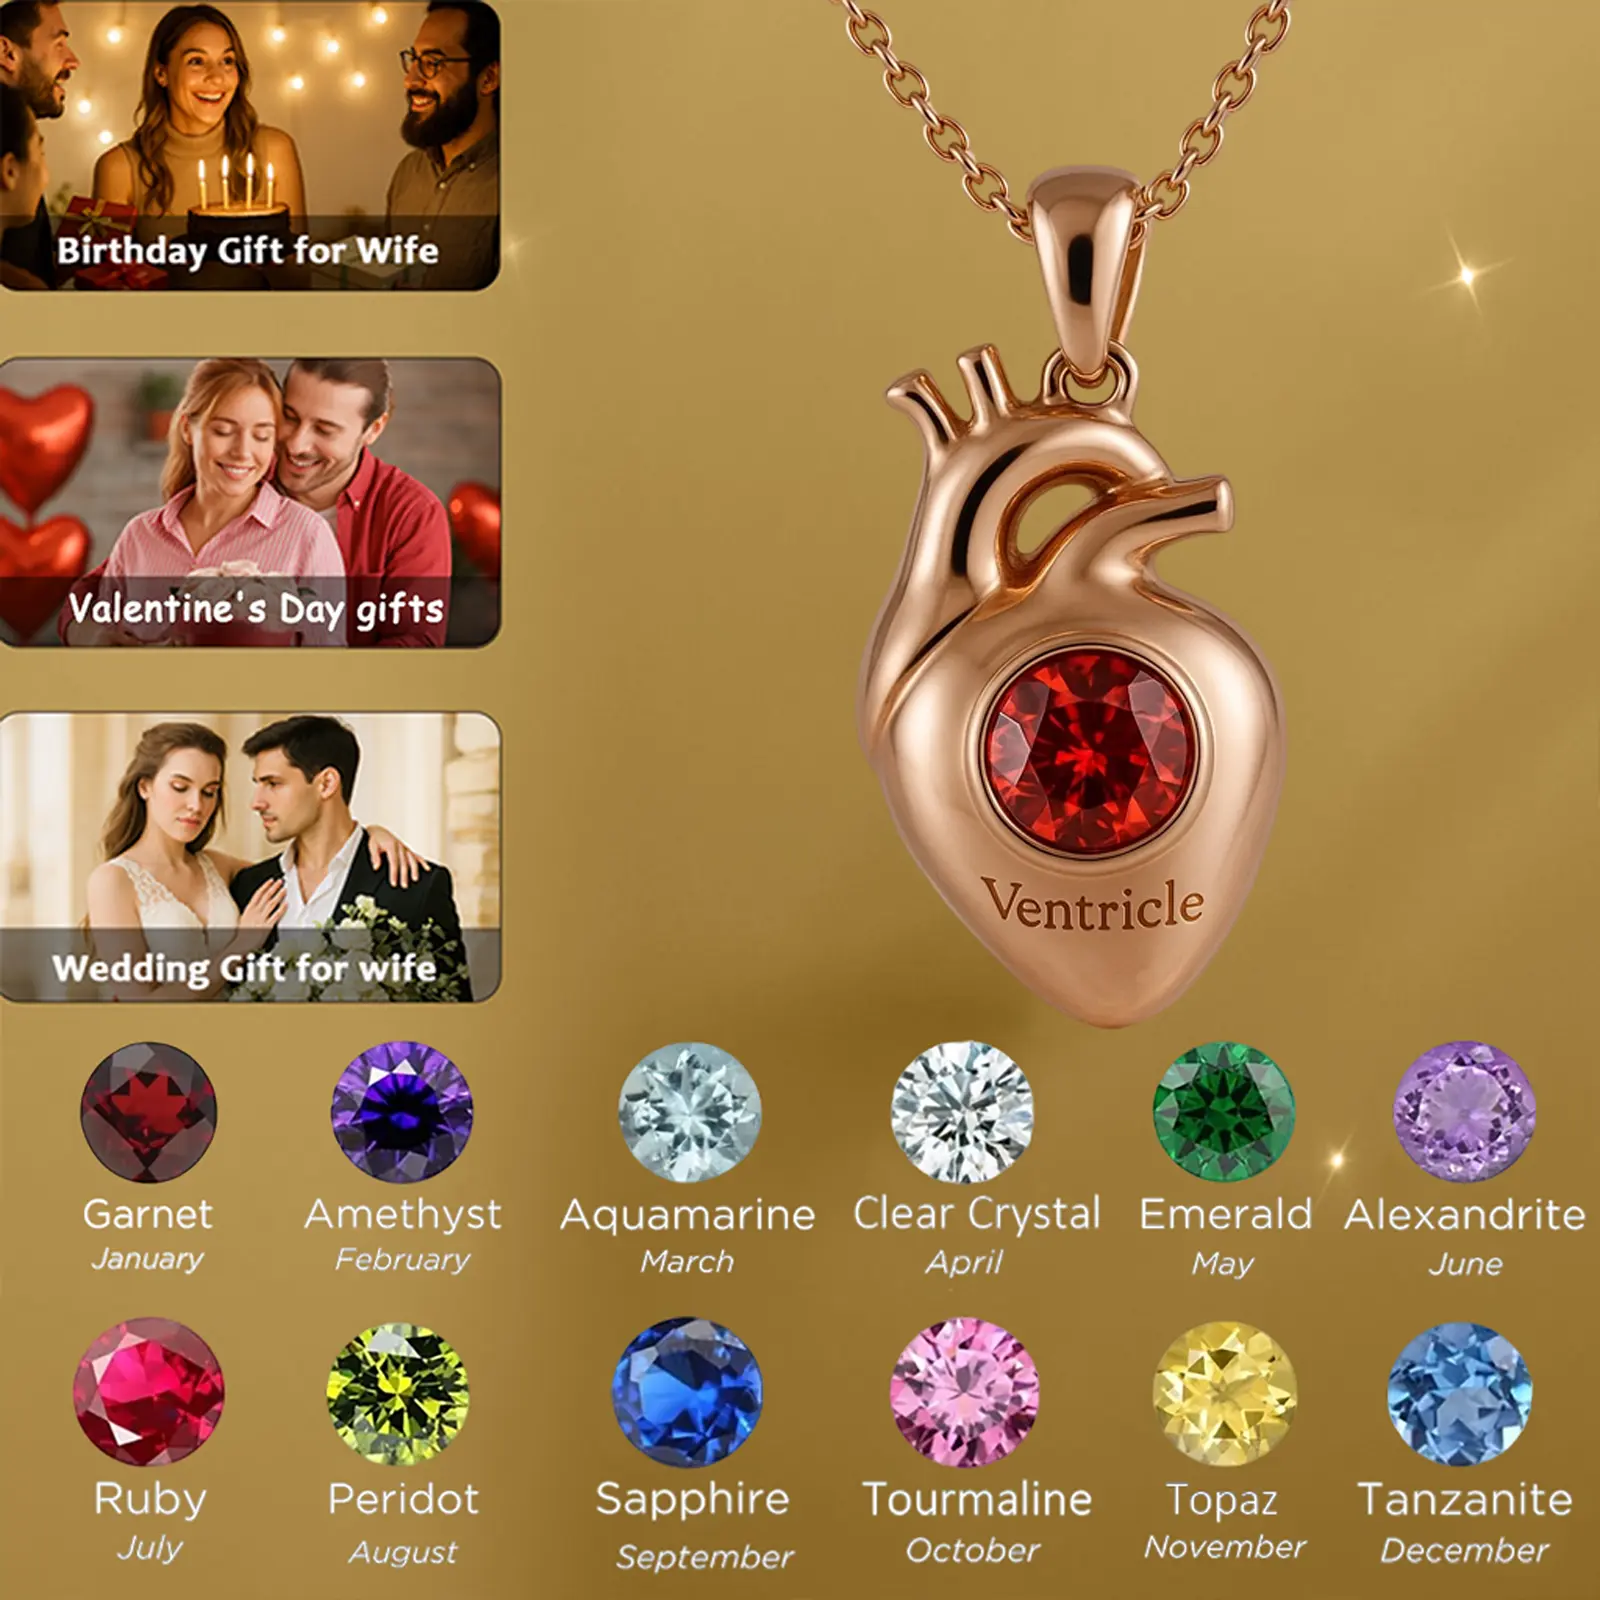 Birthday Gift for Wife
Valentine's Day gifts
Wedding Gift for wife
Ventricle
Garnet
January
Amethyst
February
Aquamarine
March
Clear Crystal
April
Emerald
May
Alexandrite
June
Ruby
July
Peridot
August
Sapphire
September
Tourmaline
October
Topaz
November
Tanzanite
December